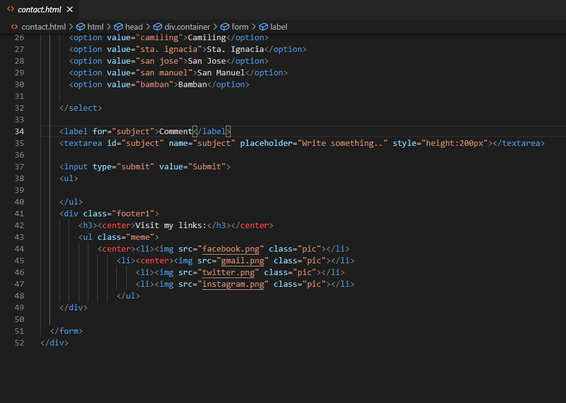 contact.html
contact.html > html > head > div.container > form > label
26 <option value="camiling">Camiling</option>
27 <option value="sta. ignacia">Sta. Ignacia</option>
28 <option value="san jose">San Jose</option>
29 <option value="san manuel">San Manuel</option>
30 <option value="bamban">Bamban</option>
31
32 </select>
33
34 <label for="subject">Comment</label>
35 <textarea id="subject" name="subject" placeholder="Write something.." style="height:200px"></textarea>
36
37 <input type="submit" value="Submit">
38 <ul>
39
40 </ul>
41 <div class="footer1">
42 <h3><center>Visit my links:</h3></center>
43 <ul class="meme">
44 <center><li><img src="facebook.png" class="pic"></li>
45 <li><center><img src="gmail.png" class="pic"></li>
46 <li><img src="twitter.png" class="pic"></li>
47 <li><img src="instagram.png" class="pic"></li>
48 </ul>
49 </div>
50
51 </form>
52 </div>